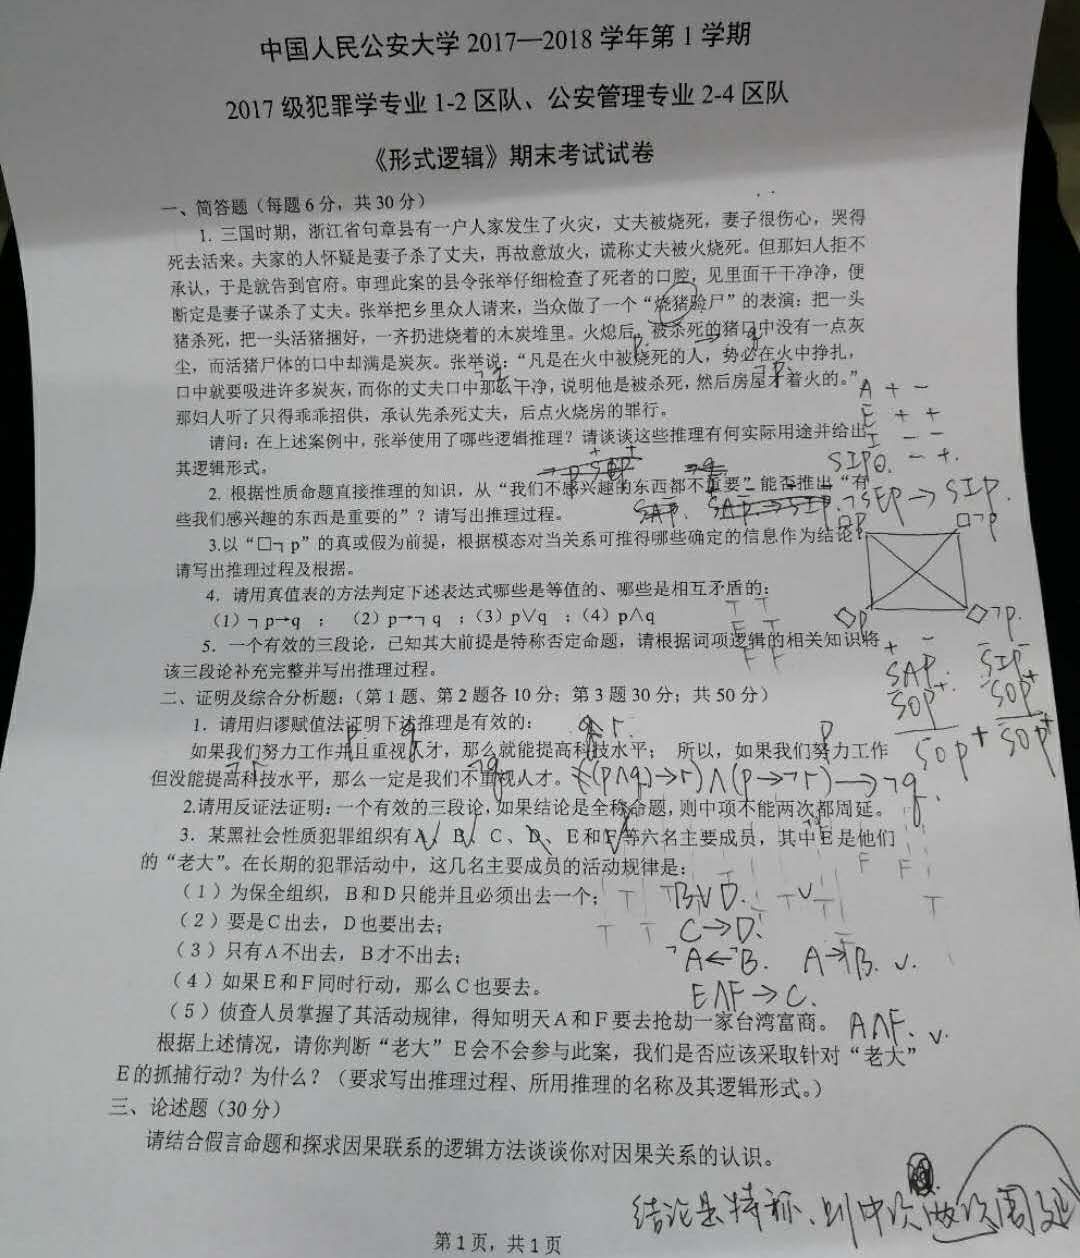 中国人民公安大学 2017—2018 学年第 1 学期
2017 级犯罪学专业 1-2 区队、公安管理专业 2-4 区队
《形式逻辑》期末考试试卷
一、简答题（每题 6 分，共 30 分）
1. 三国时期，浙江省句章县有一户人家发生了火灾，丈夫被烧死，妻子很伤心，哭得
死去活来。夫家的人怀疑是妻子杀了丈夫，再故意放火，谎称丈夫被火烧死。但那妇人拒不
承认，于是就告到官府。审理此案的县令张举仔细检查了死者的口腔，见里面干干净净，便
断定是妻子谋杀了丈夫。张举把乡里众人请来，当众做了一个“烧猪验尸”的表演：把一头
猪杀死，把一头活猪捆好，一齐扔进烧着的木炭堆里。火熄后，被杀死的猪口中没有一点灰
p → q
尘，而活猪尸体的口中却满是炭灰。张举说：“凡是在火中被烧死的人，势必在火中挣扎，
口中就要吸进许多炭灰，而你的丈夫口中那么干净，说明他是被杀死，然后房屋才着火的。”
A + -
那妇人听了只得乖乖招供，承认先杀死丈夫，后点火烧房的罪行。
E + +
请问：在上述案例中，张举使用了哪些逻辑推理？请谈谈这些推理有何实际用途并给出
I - -
其逻辑形式。
O. - +.
2. 根据性质命题直接推理的知识，从“我们不感兴趣的东西都不重要”能否推出“有
些我们感兴趣的东西是重要的”？请写出推理过程。
SEP → SIP.
3.以“□¬p”的真或假为前提，根据模态对当关系可推得哪些确定的信息作为结论？
□p □¬p
请写出推理过程及根据。
4. 请用真值表的方法判定下述表达式哪些是等值的、哪些是相互矛盾的：
（1）¬p→q ；（2）p→¬q ；（3）p∨q ；（4）p∧q
◇p ◇¬p.
5. 一个有效的三段论，已知其大前提是特称否定命题，请根据词项逻辑的相关知识将
该三段论补充完整并写出推理过程。
SAP. SIP
SOP SOP
SOP SOP
二、证明及综合分析题：（第 1 题、第 2 题各 10 分；第 3 题 30 分；共 50 分）
1. 请用归谬赋值法证明下述推理是有效的：
p q r p
如果我们努力工作并且重视人才，那么就能提高科技水平； 所以，如果我们努力工作
¬r ¬q
但没能提高科技水平，那么一定是我们不重视人才。
((p∧q)→r)∧(p→¬r)→¬q.
2.请用反证法证明：一个有效的三段论，如果结论是全称命题，则中项不能两次都周延。
3. 某黑社会性质犯罪组织有 A、B、C、D、E 和 F 等六名主要成员，其中 E 是他们
的“老大”。在长期的犯罪活动中，这几名主要成员的活动规律是：
（1）为保全组织，B 和 D 只能并且必须出去一个；
B∨D.
（2）要是 C 出去，D 也要出去；
C→D.
（3）只有 A 不出去，B 才不出去；
¬A←¬B. A→B. ∨.
（4）如果 E 和 F 同时行动，那么 C 也要去。
E∧F→C.
（5）侦查人员掌握了其活动规律，得知明天 A 和 F 要去抢劫一家台湾富商。
A∧F. ∨.
根据上述情况，请你判断“老大”E 会不会参与此案，我们是否应该采取针对“老大”
E 的抓捕行动？为什么？（要求写出推理过程、所用推理的名称及其逻辑形式。）
三、论述题（30 分）
请结合假言命题和探求因果联系的逻辑方法谈谈你对因果关系的认识。
结论是特称、则中项 周延
第 1 页，共 1 页